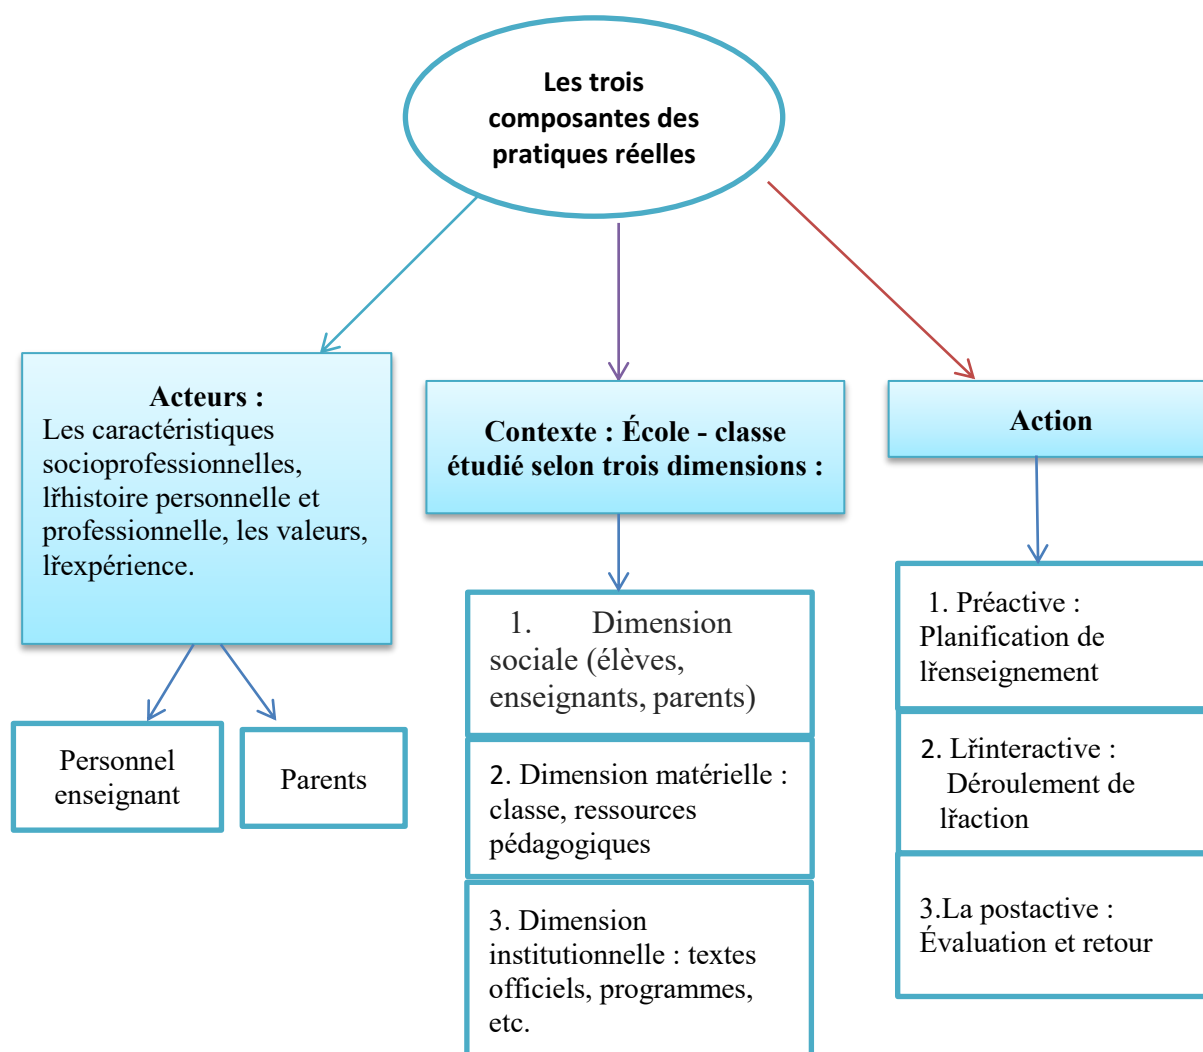 Les trois
composantes des
pratiques réelles
Acteurs :
Les caractéristiques
socioprofessionnelles,
lřhistoire personnelle et
professionnelle, les valeurs,
lřexpérience.
Personnel
enseignant
Parents
Contexte : École - classe
étudié selon trois dimensions :
1. Dimension
sociale (élèves,
enseignants, parents)
2. Dimension matérielle :
classe, ressources
pédagogiques
3. Dimension
institutionnelle : textes
officiels, programmes,
etc.
Action
1. Préactive :
Planification de
lřenseignement
2. Lřinteractive :
Déroulement de
lřaction
3.La postactive :
Évaluation et retour